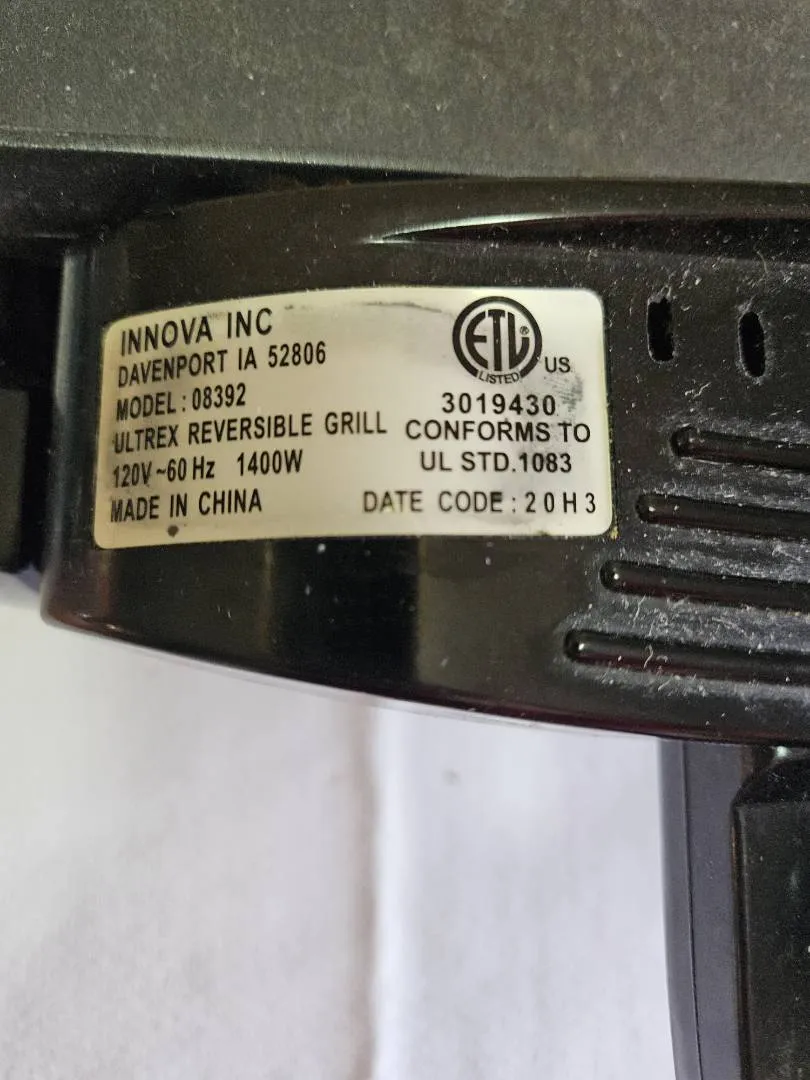 INNOVA INC
DAVENPORT IA 52806
MODEL: 08392
ULTREX REVERSIBLE GRILL
120V ~60 Hz 1400W
MADE IN CHINA
ETL ®
LISTED
US
3019430
CONFORMS TO
UL STD.1083
DATE CODE: 20H3